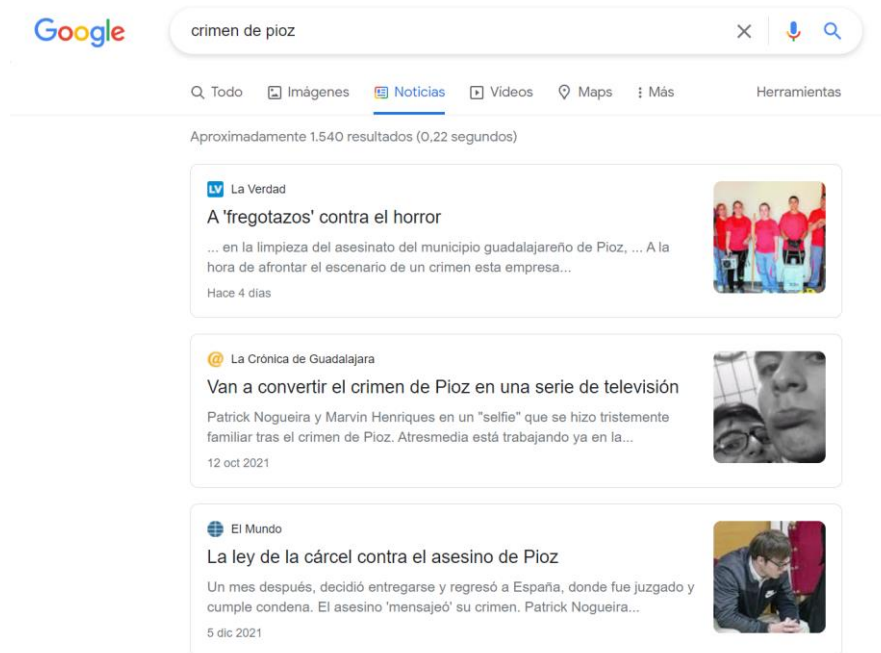 Google
crimen de pioz
Todo Imágenes Noticias Vídeos Maps Más Herramientas
Aproximadamente 1.540 resultados (0,22 segundos)
LV La Verdad
A 'fregotazos' contra el horror
... en la limpieza del asesinato del municipio guadalajareño de Pioz, ... A la
hora de afrontar el escenario de un crimen esta empresa...
Hace 4 días
@ La Crónica de Guadalajara
Van a convertir el crimen de Pioz en una serie de televisión
Patrick Nogueira y Marvin Henriques en un "selfie" que se hizo tristemente
familiar tras el crimen de Pioz. Atresmedia está trabajando ya en la...
12 oct 2021
El Mundo
La ley de la cárcel contra el asesino de Pioz
Un mes después, decidió entregarse y regresó a España, donde fue juzgado y
cumple condena. El asesino 'mensajeó' su crimen. Patrick Nogueira...
5 dic 2021